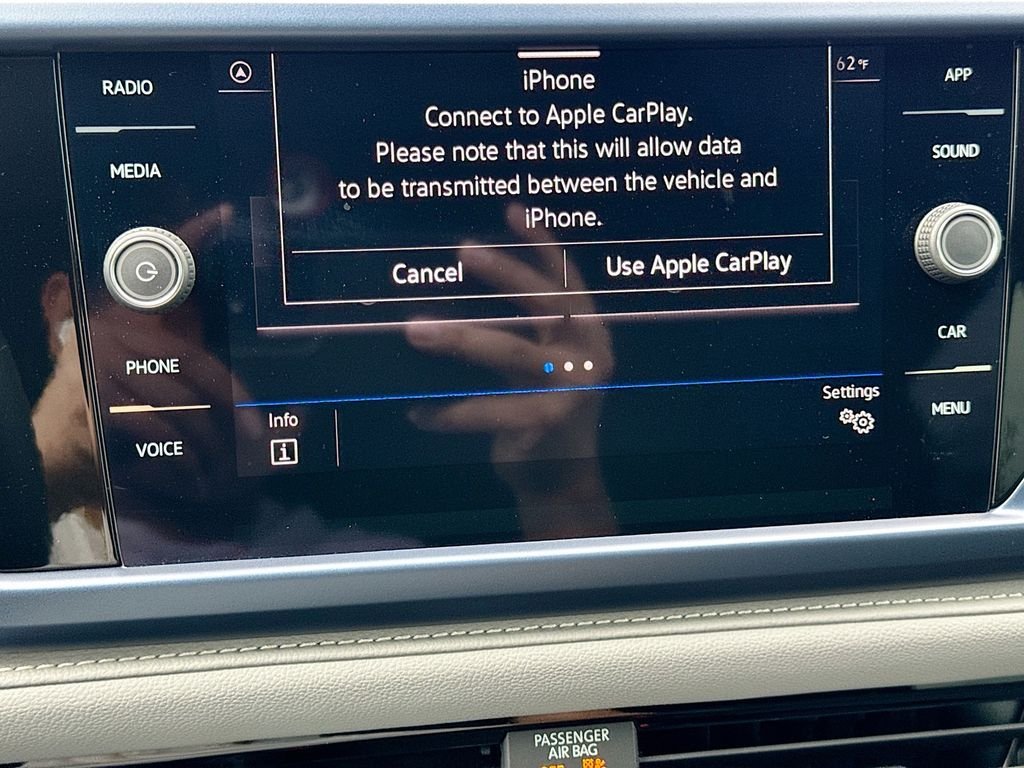 RADIO
MEDIA
PHONE
VOICE
iPhone
Connect to Apple CarPlay.
Please note that this will allow data
to be transmitted between the vehicle and
iPhone.
Cancel
Use Apple CarPlay
62°F
Info
Settings
APP
SOUND
CAR
MENU
PASSENGER
AIR BAG